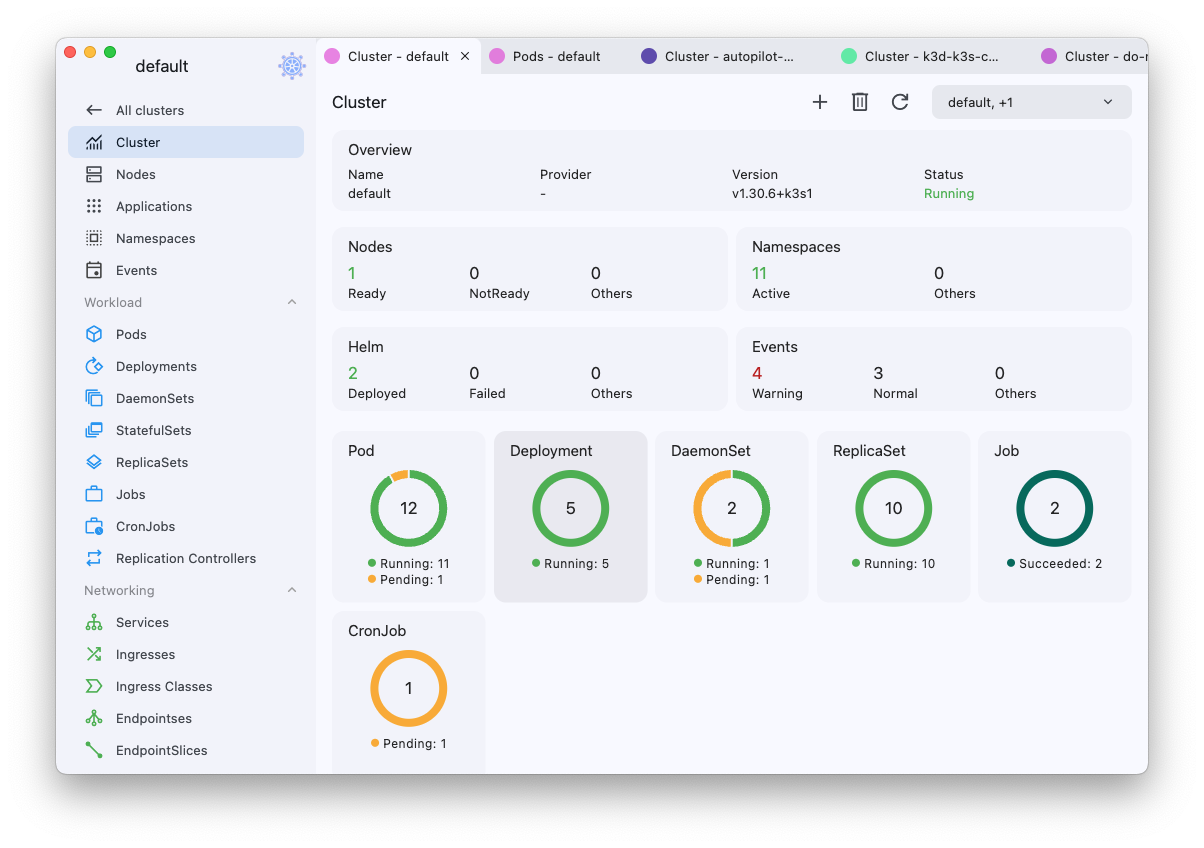 default
All clusters
Cluster
Nodes
Applications
Namespaces
Events
Workload
Pods
Deployments
DaemonSets
StatefulSets
ReplicaSets
Jobs
CronJobs
Replication Controllers
Networking
Services
Ingresses
Ingress Classes
Endpointses
EndpointSlices
Cluster - default
Pods - default
Cluster - autopilot-...
Cluster - k3d-k3s-c...
Cluster - do-
Cluster
default, +1
Overview
Name Provider Version Status
default - v1.30.6+k3s1 Running
Nodes
1 0 0
Ready NotReady Others
Namespaces
11 0
Active Others
Helm
2 0 0
Deployed Failed Others
Events
4 3 0
Warning Normal Others
Pod
12
Running: 11
Pending: 1
Deployment
5
Running: 5
DaemonSet
2
Running: 1
Pending: 1
ReplicaSet
10
Running: 10
Job
2
Succeeded: 2
CronJob
1
Pending: 1